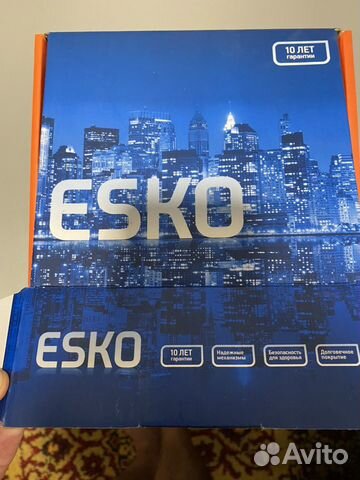 10 ЛЕТ
гарантии
ESKO
ESKO
10 ЛЕТ
гарантии
Надежные
механизмы
Безопасность
для здоровья
Долговечное
покрытие
Avito